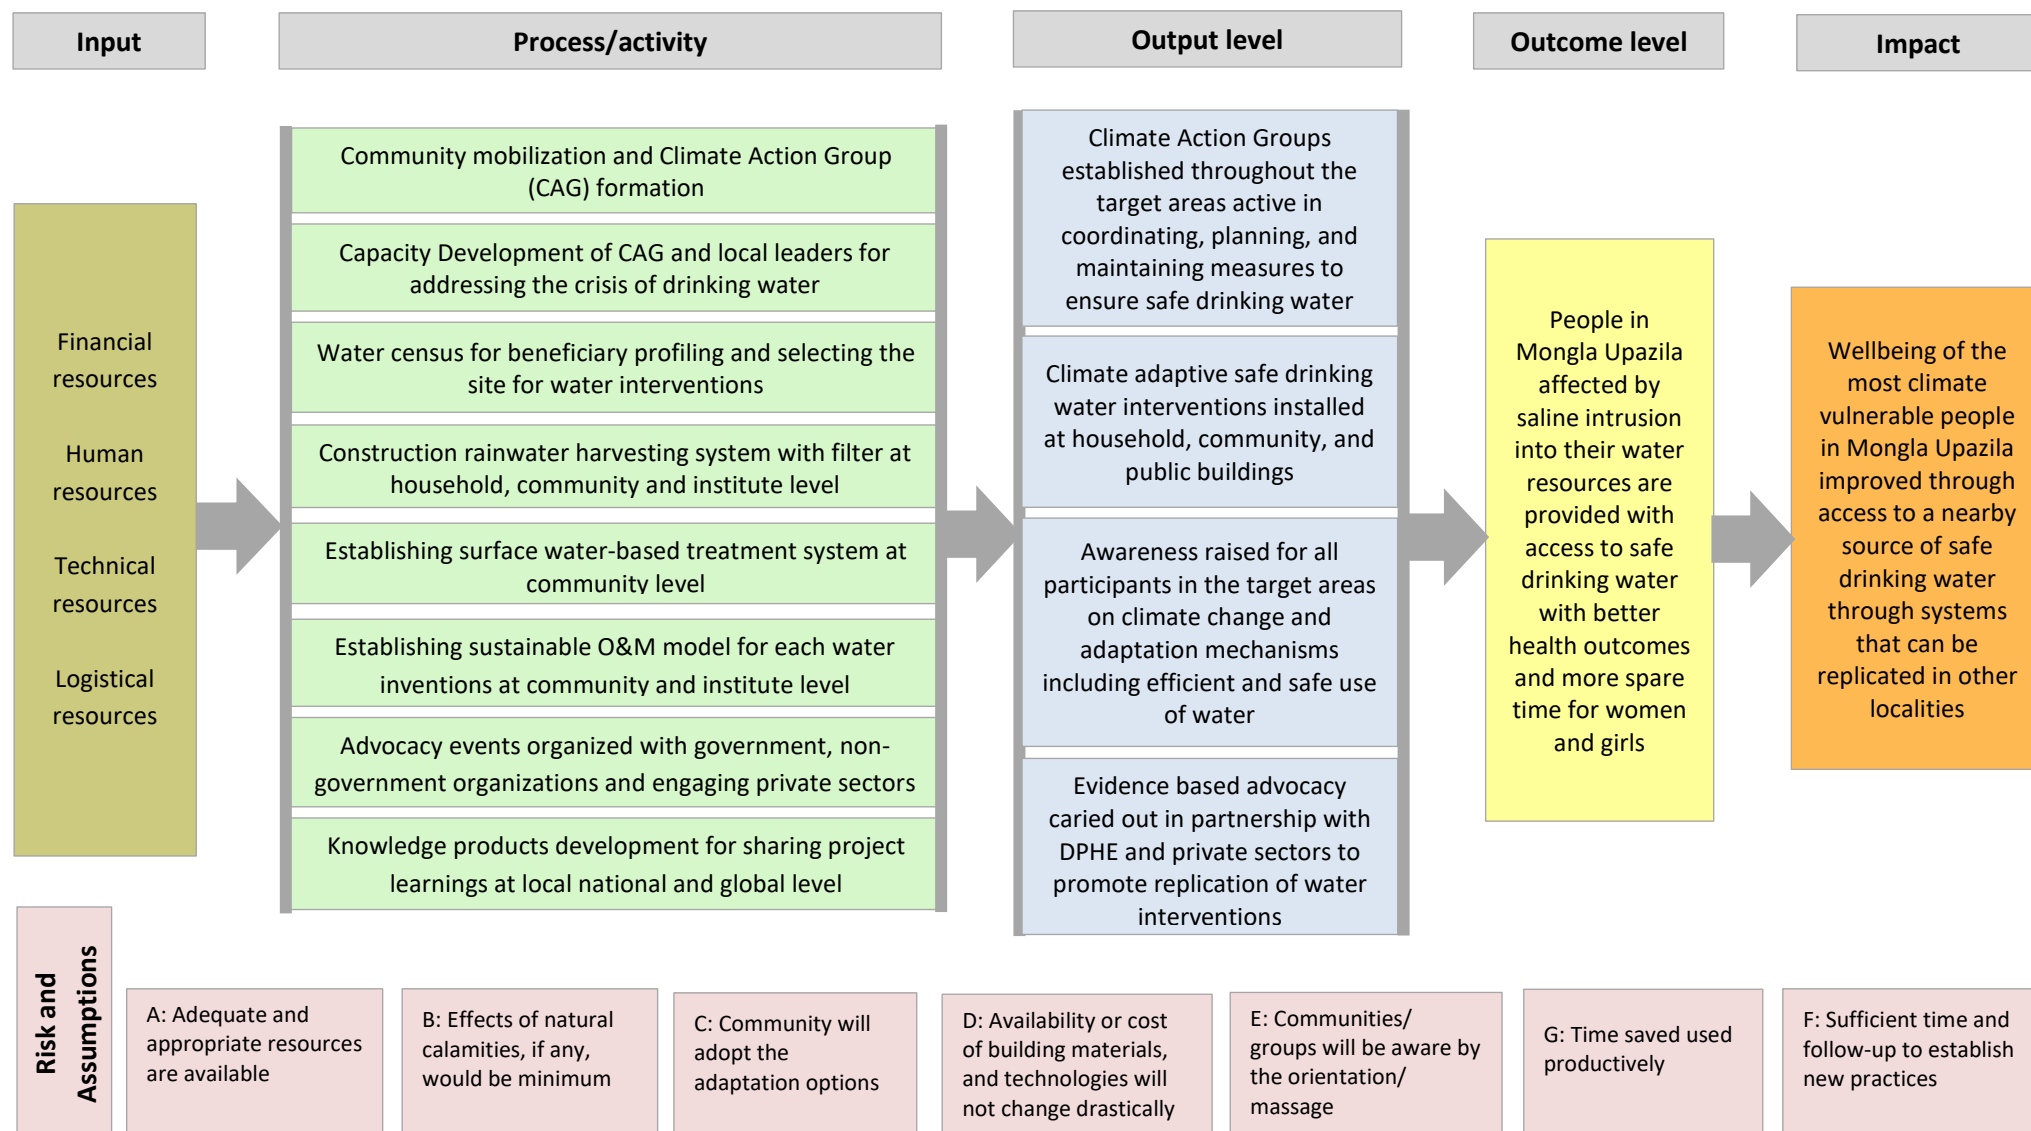 Input
Process/activity
Output level
Outcome level
Impact
Financial
resources
Human
resources
Technical
resources
Logistical
resources
Community mobilization and Climate Action Group
(CAG) formation
Capacity Development of CAG and local leaders for
addressing the crisis of drinking water
Water census for beneficiary profiling and selecting the
site for water interventions
Construction rainwater harvesting system with filter at
household, community and institute level
Establishing surface water-based treatment system at
community level
Establishing sustainable O&M model for each water
inventions at community and institute level
Advocacy events organized with government, non-
government organizations and engaging private sectors
Knowledge products development for sharing project
learnings at local national and global level
Climate Action Groups
established throughout the
target areas active in
coordinating, planning, and
maintaining measures to
ensure safe drinking water
Climate adaptive safe drinking
water interventions installed
at household, community, and
public buildings
Awareness raised for all
participants in the target areas
on climate change and
adaptation mechanisms
including efficient and safe use
of water
Evidence based advocacy
caried out in partnership with
DPHE and private sectors to
promote replication of water
interventions
People in
Mongla Upazila
affected by
saline intrusion
into their water
resources are
provided with
access to safe
drinking water
with better
health outcomes
and more spare
time for women
and girls
Wellbeing of the
most climate
vulnerable people
in Mongla Upazila
improved through
access to a nearby
source of safe
drinking water
through systems
that can be
replicated in other
localities
Risk and
Assumptions
A: Adequate and
appropriate resources
are available
B: Effects of natural
calamities, if any,
would be minimum
C: Community will
adopt the
adaptation options
D: Availability or cost
of building materials,
and technologies will
not change drastically
E: Communities/
groups will be aware by
the orientation/
massage
G: Time saved used
productively
F: Sufficient time and
follow-up to establish
new practices